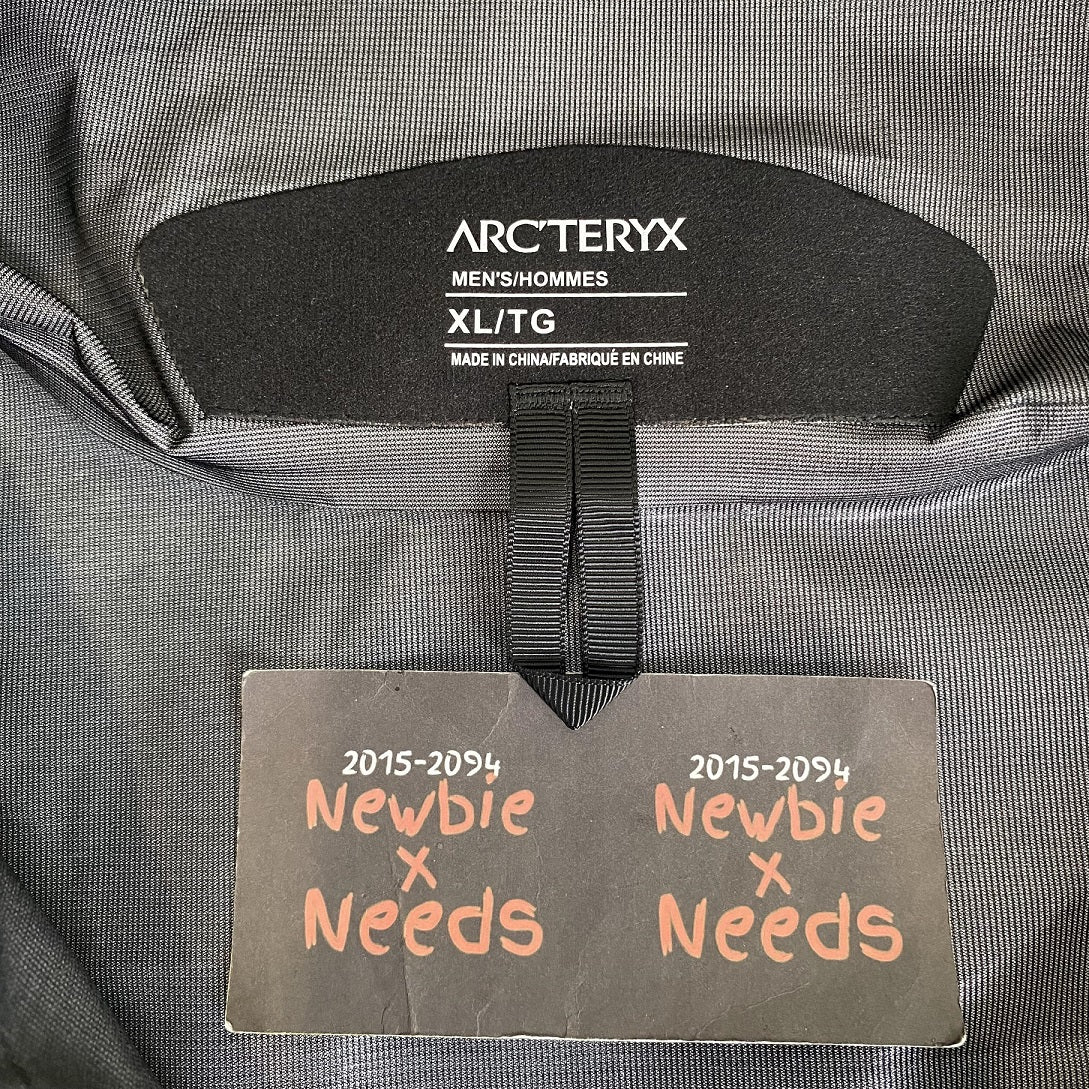 ARC'TERYX
MEN'S/HOMMES
XL/TG
MADE IN CHINA/FABRIQUÉ EN CHINE
2015-2094
Newbie
x
Needs
2015-2094
Newbie
x
Needs